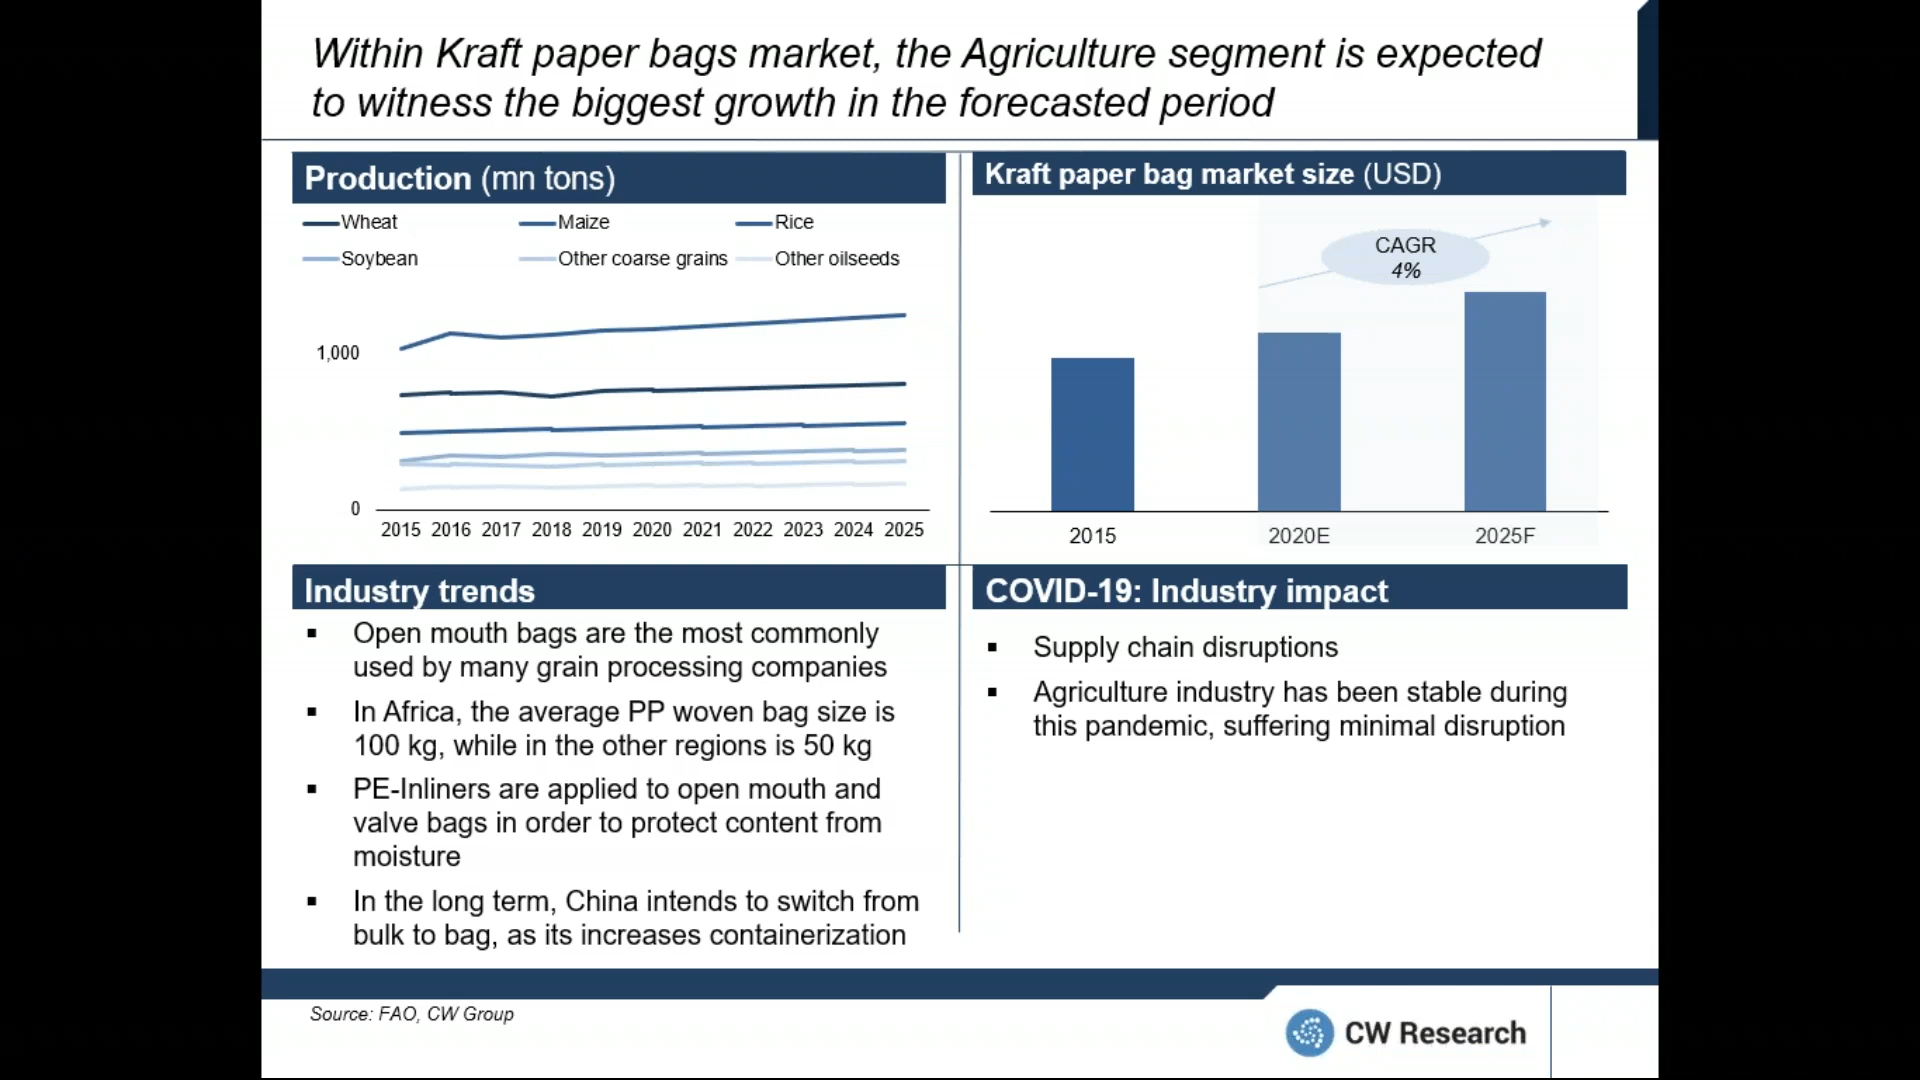 Within Kraft paper bags market, the Agriculture segment is expected
to witness the biggest growth in the forecasted period
Production (mn tons)
Wheat Maize Rice
Soybean Other coarse grains Other oilseeds
1,000
0
2015 2016 2017 2018 2019 2020 2021 2022 2023 2024 2025
Kraft paper bag market size (USD)
CAGR
4%
2015 2020E 2025F
Industry trends
▪ Open mouth bags are the most commonly
used by many grain processing companies
▪ In Africa, the average PP woven bag size is
100 kg, while in the other regions is 50 kg
▪ PE-Inliners are applied to open mouth and
valve bags in order to protect content from
moisture
▪ In the long term, China intends to switch from
bulk to bag, as its increases containerization
COVID-19: Industry impact
▪ Supply chain disruptions
▪ Agriculture industry has been stable during
this pandemic, suffering minimal disruption
Source: FAO, CW Group
CW Research